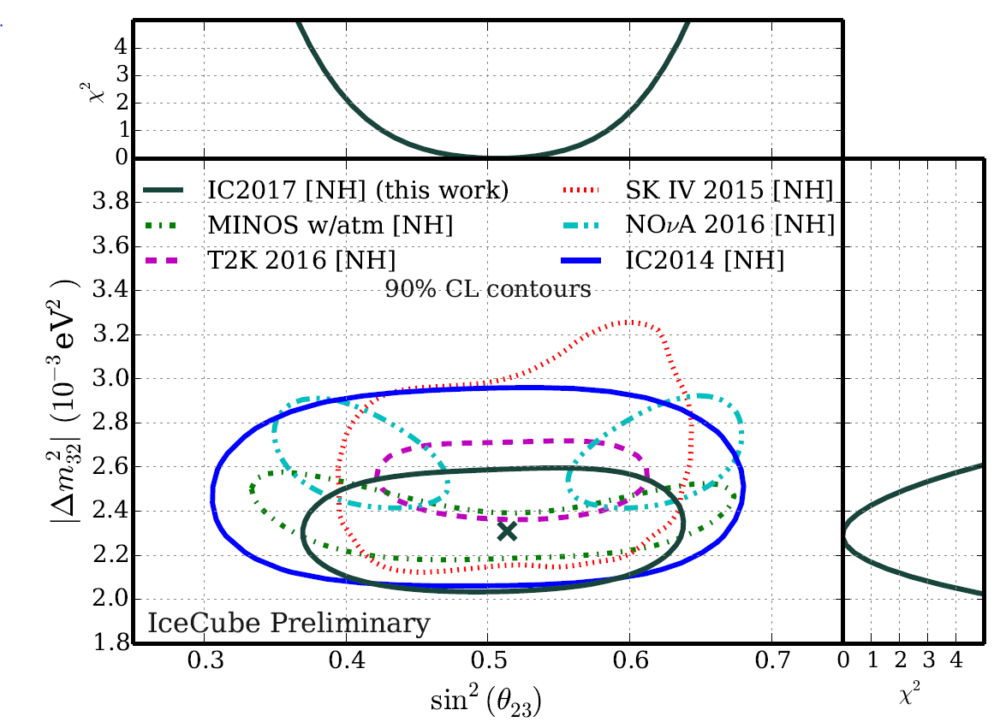 4
3
2
1
0
χ²
IC2017 [NH] (this work)
MINOS w/atm [NH]
T2K 2016 [NH]
SK IV 2015 [NH]
NOνA 2016 [NH]
IC2014 [NH]
90% CL contours
3.8
3.6
3.4
3.2
3.0
2.8
2.6
2.4
2.2
2.0
1.8
|Δm²₃₂| (10⁻³ eV²)
IceCube Preliminary
0.3 0.4 0.5 0.6 0.7
sin² (θ₂₃)
0 1 2 3 4
χ²